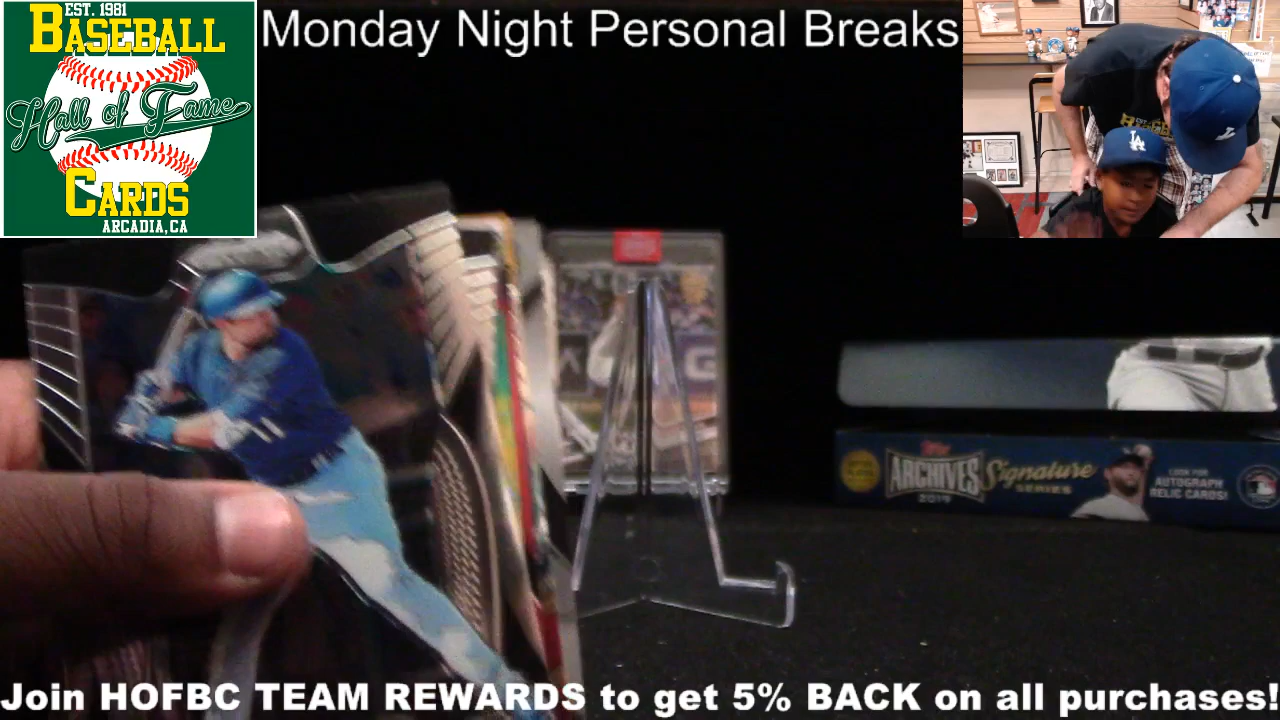 EST. 1981
BASEBALL
Hall of Fame
CARDS
ARCADIA, CA
Monday Night Personal Breaks
LA
topps
ARCHIVES Signature
SERIES
2019
LOOK FOR
AUTOGRAPH
RELIC CARDS!
Join HOFBC TEAM REWARDS to get 5% BACK on all purchases!